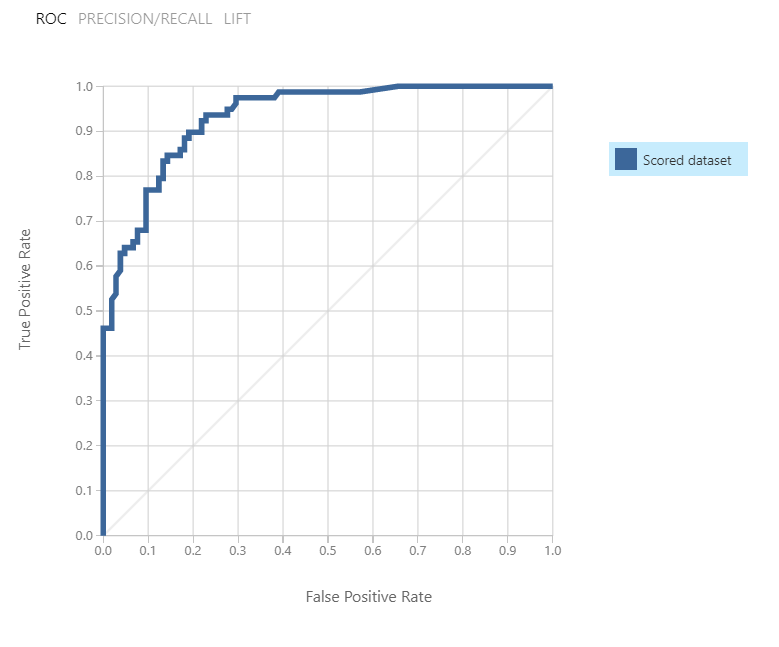 ROC PRECISION/RECALL LIFT
1.0
0.9
0.8
0.7
0.6
0.5
0.4
0.3
0.2
0.1
0.0
True Positive Rate
Scored dataset
0.0 0.1 0.2 0.3 0.4 0.5 0.6 0.7 0.8 0.9 1.0
False Positive Rate